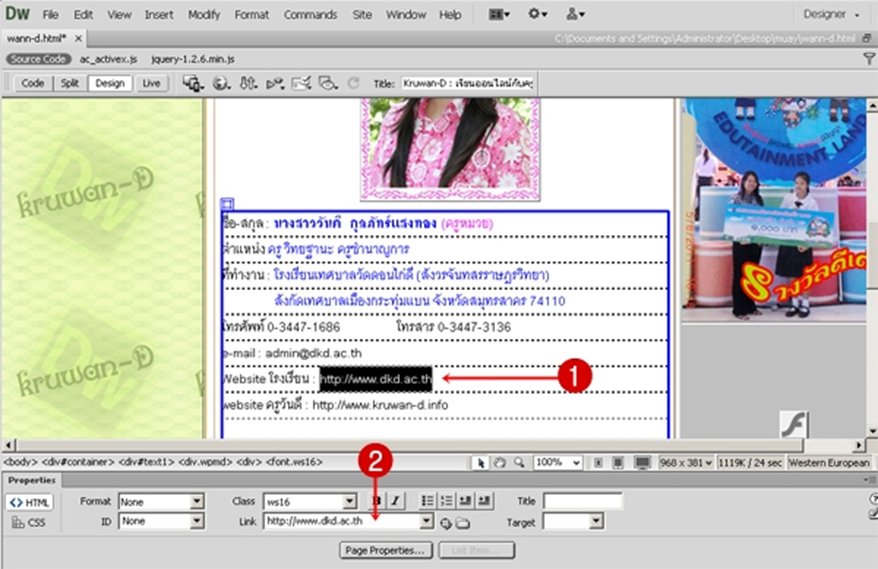 Dw File Edit View Insert Modify Format Commands Site Window Help Designer
wann-d.html* × C:\Documents and Settings\Administrator\Desktop\muay\wann-d.html
Source Code ac_activex.js jquery-1.2.6.min.js
Code Split Design Live Title: Kruwan-D : เรียนออนไลน์กับคร
EDUTAINMENT LAND
kruwan-D
ชื่อ-สกุล : นางสาววันดี กุลภัทร์แสงทอง (ครูหมวย)
ตำแหน่ง ครู วิทยฐานะ ครูชำนาญการ
ที่ทำงาน : โรงเรียนเทศบาลวัดดอนไก่ดี (สังวรจันทสรราษฏรวิทยา)
สังกัดเทศบาลเมืองกระทุ่มแบน จังหวัดสมุทรสาคร 74110
โทรศัพท์ 0-3447-1686 โทรสาร 0-3447-3136
e-mail : admin@dkd.ac.th
Website โรงเรียน : http://www.dkd.ac.th 1
website ครูวันดี : http://www.kruwan-d.info
๑,๐๐๐ บาท
รางวัลดีเด
kruwan-D
2
<body> <div#container> <div#text1> <div.wpmd> <div> <font.ws16> 100% 968 x 381 1119K / 24 sec Western European
Properties
<> HTML Format None Class ws16 B I Title
CSS ID None Link http://www.dkd.ac.th Target
Page Properties... List Item...